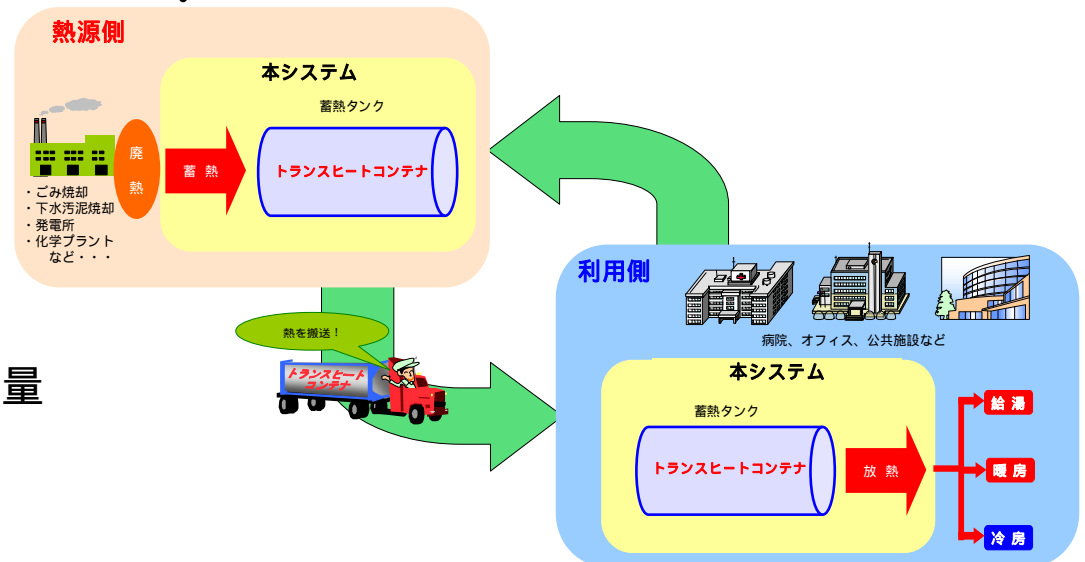 熱源側
本システム
蓄熱タンク
トランスヒートコンテナ
廃
熱
蓄 熱
・ごみ焼却
・下水汚泥焼却
・発電所
・化学プラント
など・・・
熱を搬送！
トランスヒート
コンテナ
量
利用側
病院、オフィス、公共施設など
本システム
蓄熱タンク
トランスヒートコンテナ
放 熱
給 湯
暖 房
冷 房